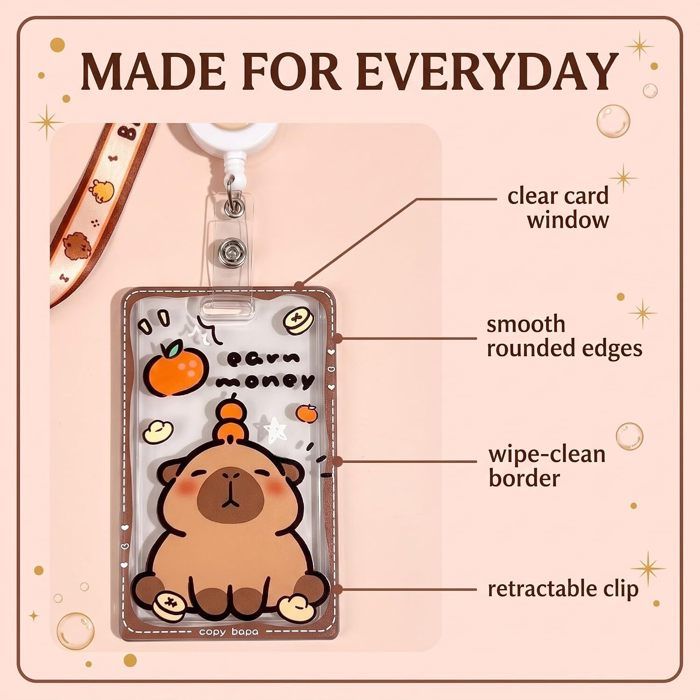 MADE FOR EVERYDAY
clear card
window
smooth
rounded edges
earn
money
wipe-clean
border
retractable clip
copy bapa